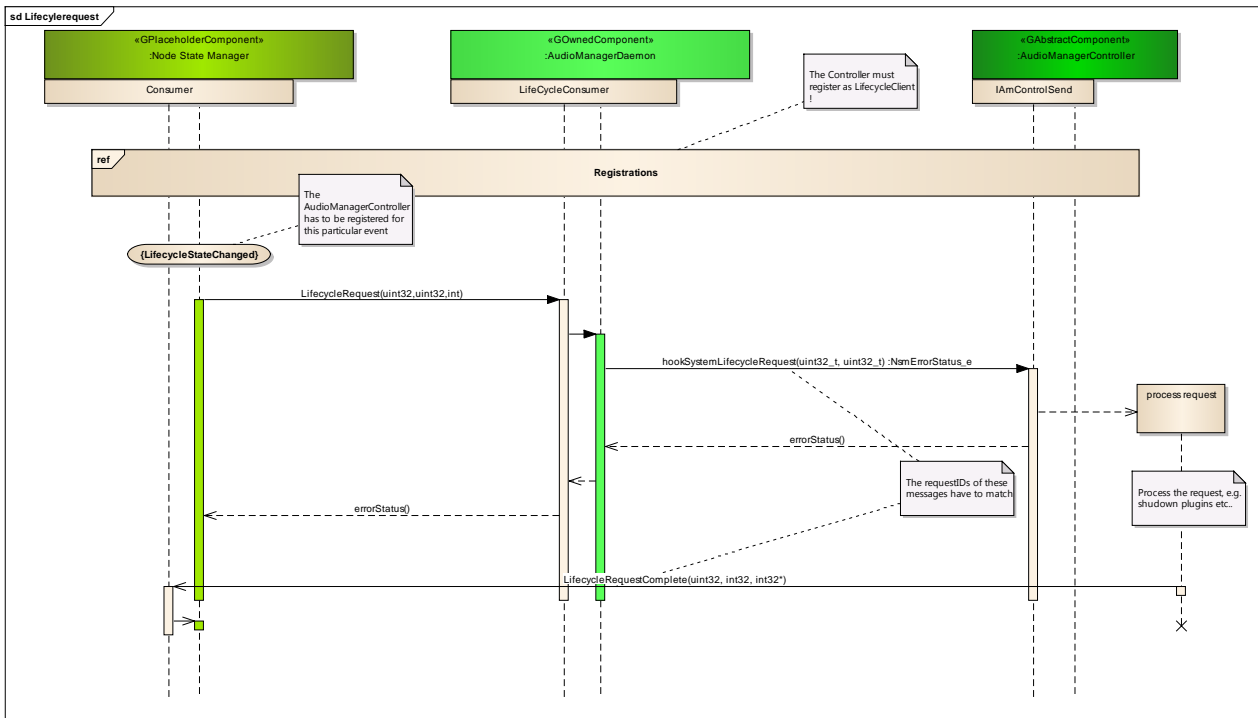 sd Lifecylerequest
«GPlaceholderComponent»
:Node State Manager
Consumer
«GOwnedComponent»
:AudioManagerDaemon
LifeCycleConsumer
The Controller must
register as LifecycleClient
!
«GAbstractComponent»
:AudioManagerController
IAmControlSend
ref
Registrations
The
AudioManagerController
has to be registered for
this particular event
{LifecycleStateChanged}
LifecycleRequest(uint32,uint32,int)
hookSystemLifecycleRequest(uint32_t, uint32_t) :NsmErrorStatus_e
process request
errorStatus()
The requestIDs of these
messages have to match
Process the request, e.g.
shudown plugins etc..
errorStatus()
LifecycleRequestComplete(uint32, int32, int32*)